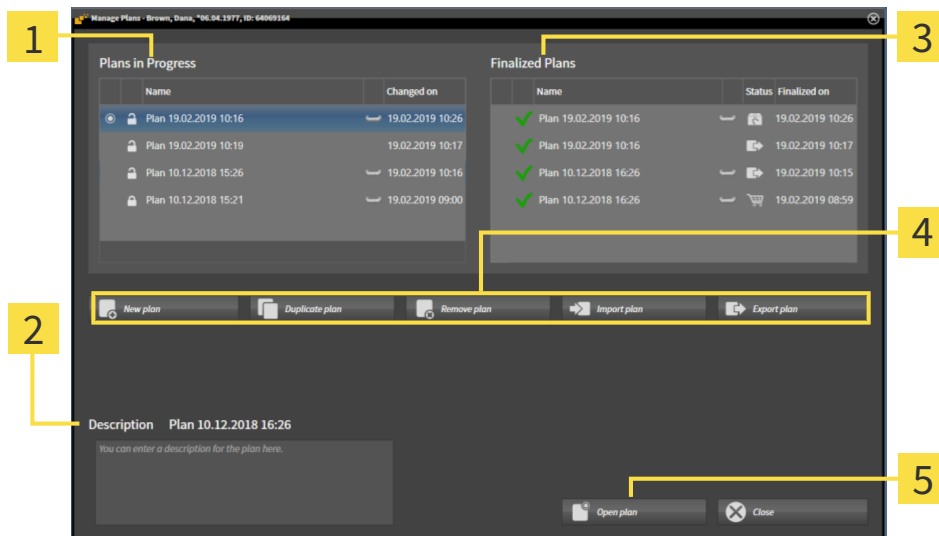 Manage Plans - Brown, Dana, *06.04.1977, ID: 64069164
1
3
Plans in Progress
Finalized Plans
Name Changed on
Name Status Finalized on
Plan 19.02.2019 10:16 19.02.2019 10:26
Plan 19.02.2019 10:16 19.02.2019 10:26
Plan 19.02.2019 10:19 19.02.2019 10:17
Plan 19.02.2019 10:16 19.02.2019 10:17
Plan 10.12.2018 15:26 19.02.2019 10:16
Plan 10.12.2018 16:26 19.02.2019 10:15
Plan 10.12.2018 15:21 19.02.2019 09:00
Plan 10.12.2018 16:26 19.02.2019 08:59
4
New plan Duplicate plan Remove plan Import plan Export plan
2
Description Plan 10.12.2018 16:26
You can enter a description for the plan here.
5
Open plan Close